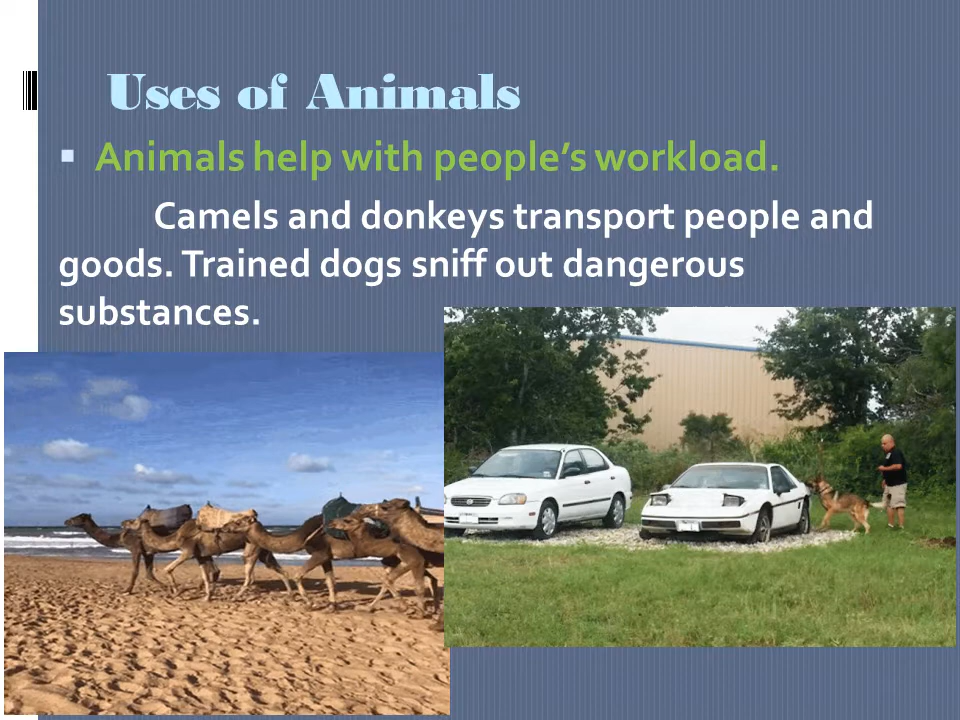 Uses of Animals
▪ Animals help with people’s workload.
Camels and donkeys transport people and
goods. Trained dogs sniff out dangerous
substances.